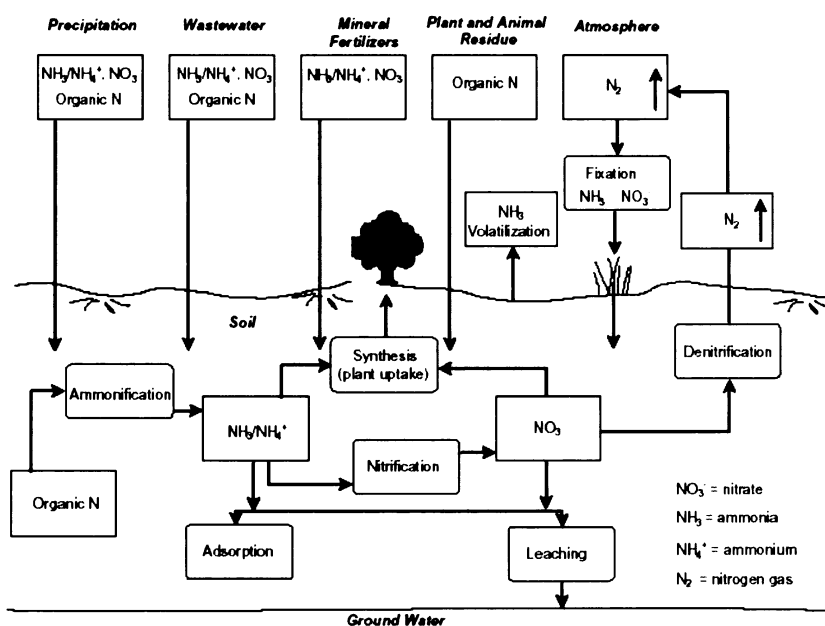 Precipitation
Wastewater
Mineral
Fertilizers
Plant and Animal
Residue
Atmosphere
NH₃/NH₄⁺, NO₃
Organic N
NH₃/NH₄⁺, NO₃
Organic N
NH₃/NH₄⁺, NO₃
Organic N
N₂
Fixation
NH₃ NO₃
NH₃
Volatilization
N₂
Soil
Ammonification
Synthesis
(plant uptake)
Denitrification
NH₃/NH₄⁺
NO₃
Nitrification
Organic N
Adsorption
Leaching
NO₃⁻ = nitrate
NH₃ = ammonia
NH₄⁺ = ammonium
N₂ = nitrogen gas
Ground Water